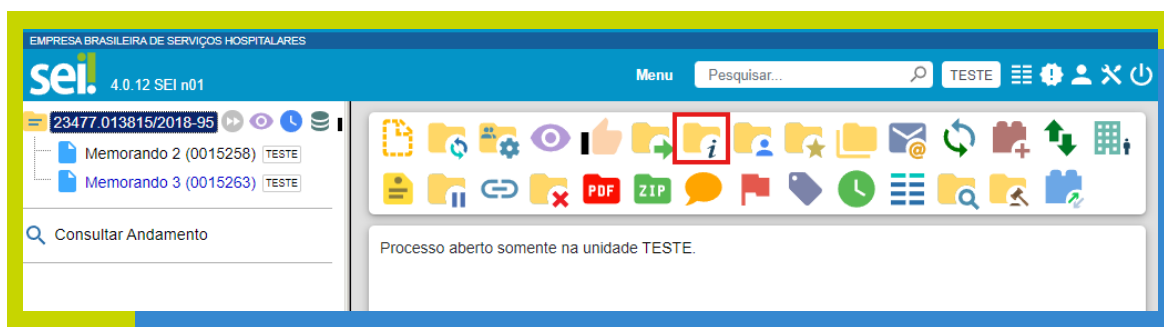 EMPRESA BRASILEIRA DE SERVIÇOS HOSPITALARES
sei! 4.0.12 SEI n01
Menu Pesquisar... TESTE
23477.013815/2018-95
Memorando 2 (0015258) TESTE
Memorando 3 (0015263) TESTE
Consultar Andamento
i
@
PDF ZIP
Processo aberto somente na unidade TESTE.